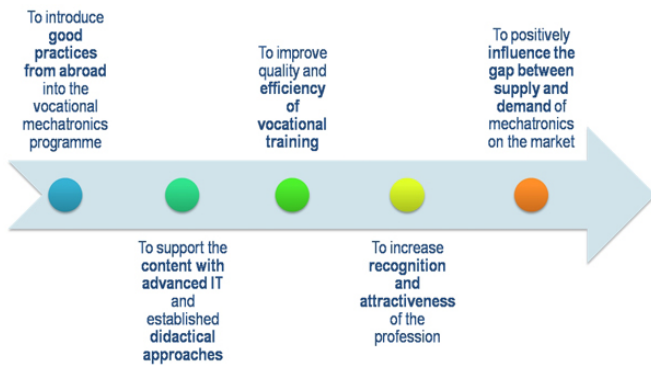 To introduce
good
practices
from abroad
into the
vocational
mechatronics
programme
To support the
content with
advanced IT
and
established
didactical
approaches
To improve
quality and
efficiency
of
vocational
training
To increase
recognition
and
attractiveness
of the
profession
To positively
influence the
gap between
supply and
demand of
mechatronics
on the market